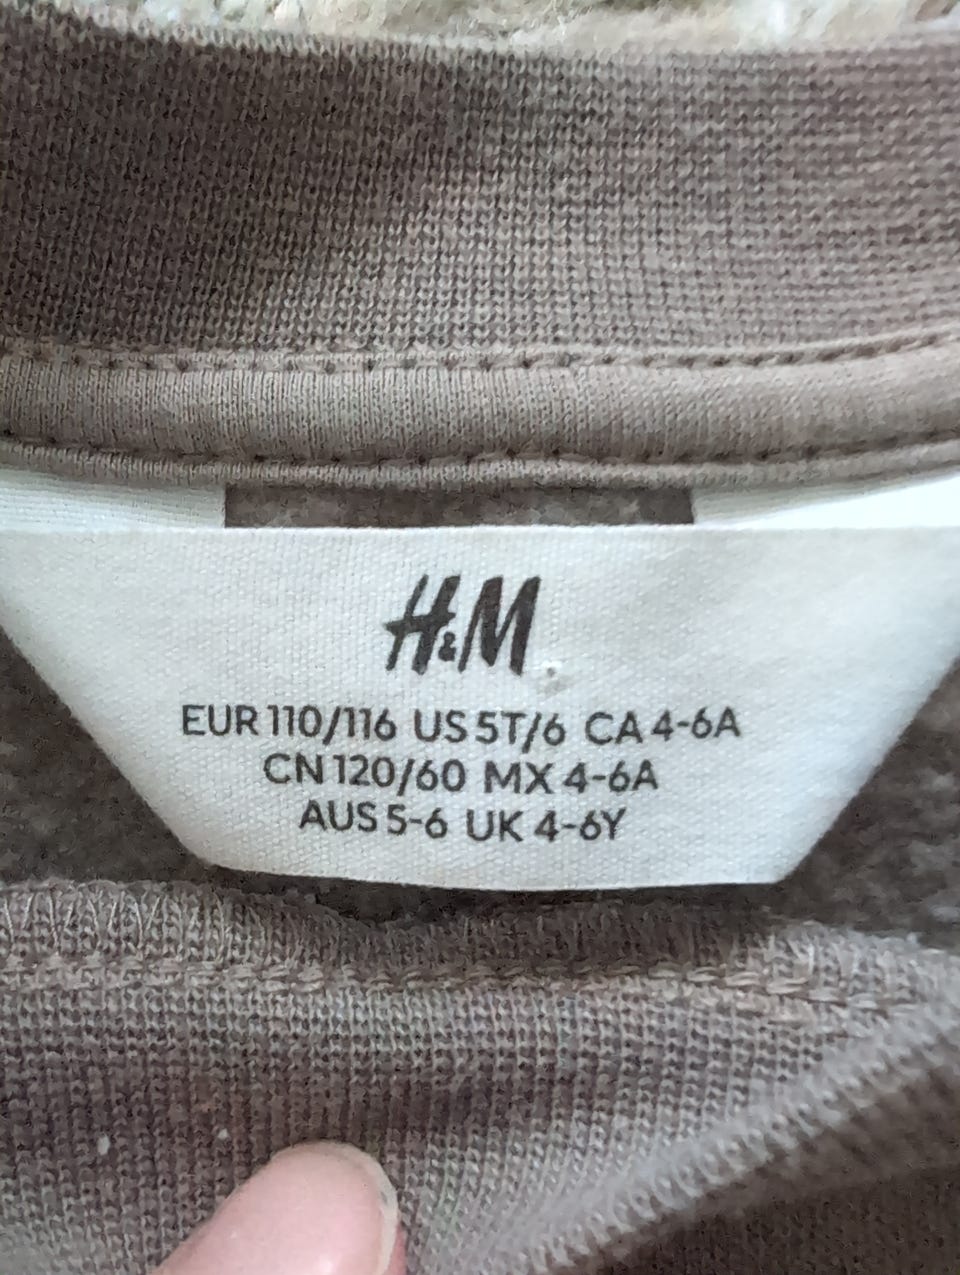 H&M
EUR 110/116 US 5T/6 CA 4-6A
CN 120/60 MX 4-6A
AUS 5-6 UK 4-6Y